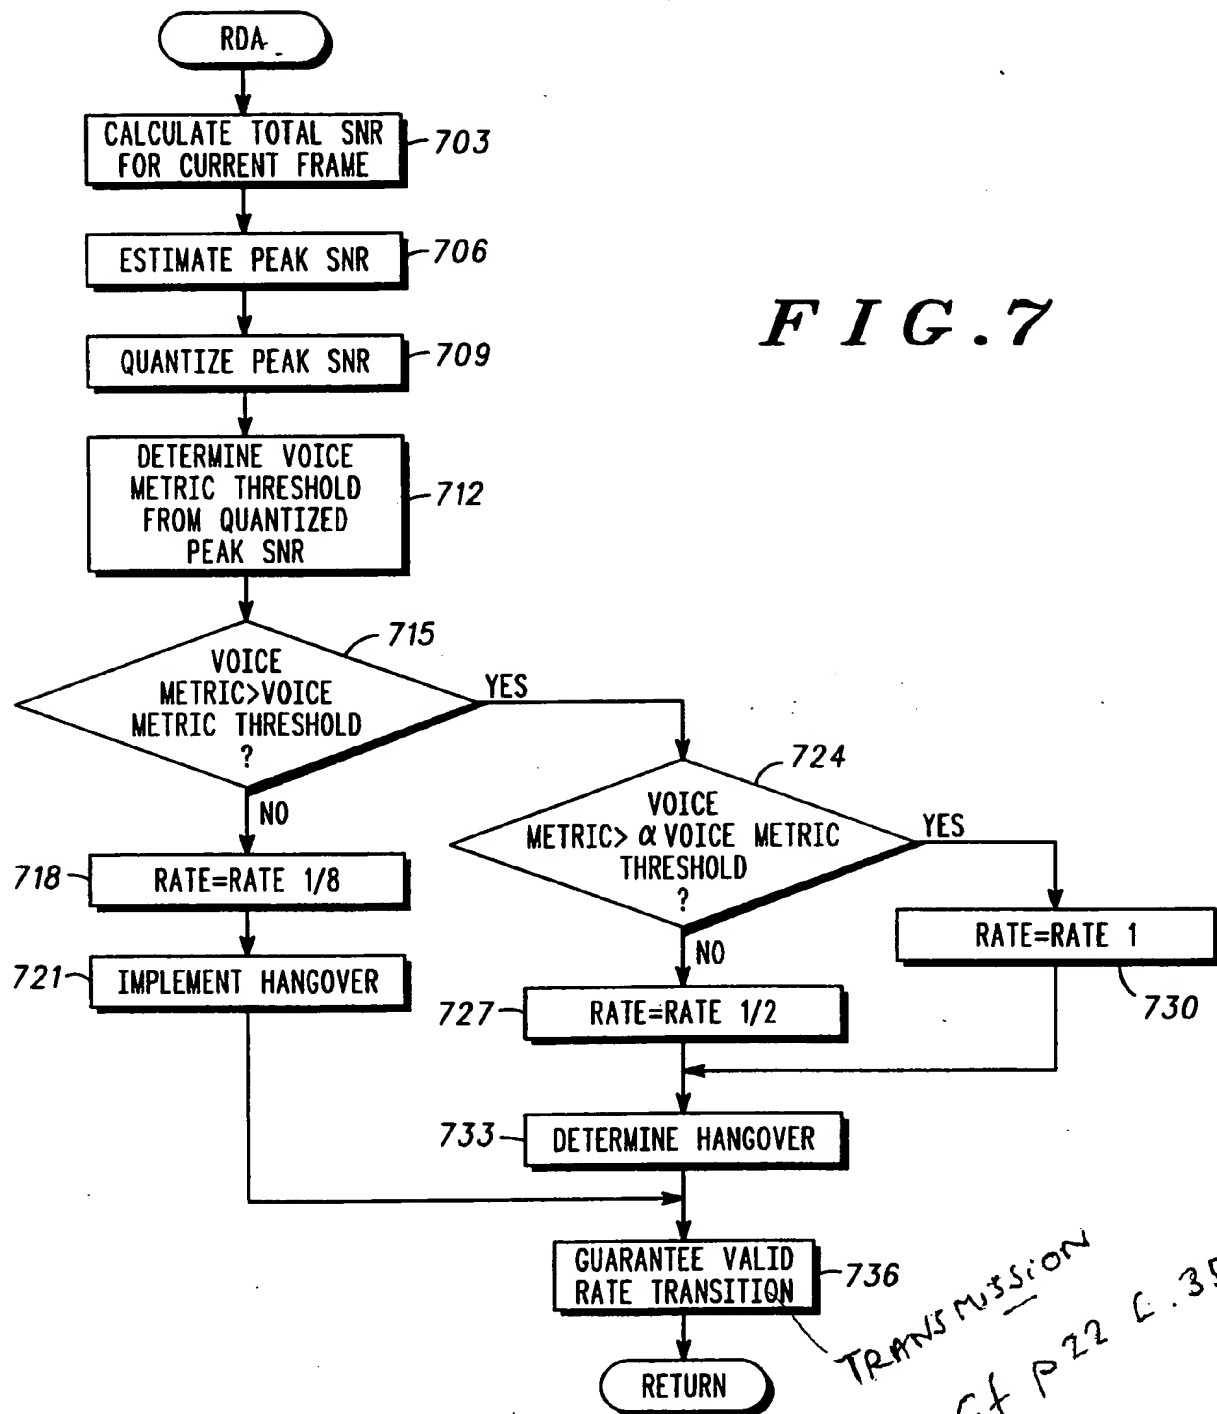 RDA
CALCULATE TOTAL SNR
FOR CURRENT FRAME
703
ESTIMATE PEAK SNR
706
FIG.7
QUANTIZE PEAK SNR
709
DETERMINE VOICE
METRIC THRESHOLD
FROM QUANTIZED
PEAK SNR
712
715
VOICE
METRIC>VOICE
METRIC THRESHOLD
?
YES
NO
724
VOICE
METRIC> α VOICE METRIC
THRESHOLD
?
YES
NO
718
RATE=RATE 1/8
RATE=RATE 1
730
721
IMPLEMENT HANGOVER
727
RATE=RATE 1/2
733
DETERMINE HANGOVER
GUARANTEE VALID
RATE TRANSITION
736
TRANSMISSION
Cf p22 L.35
RETURN